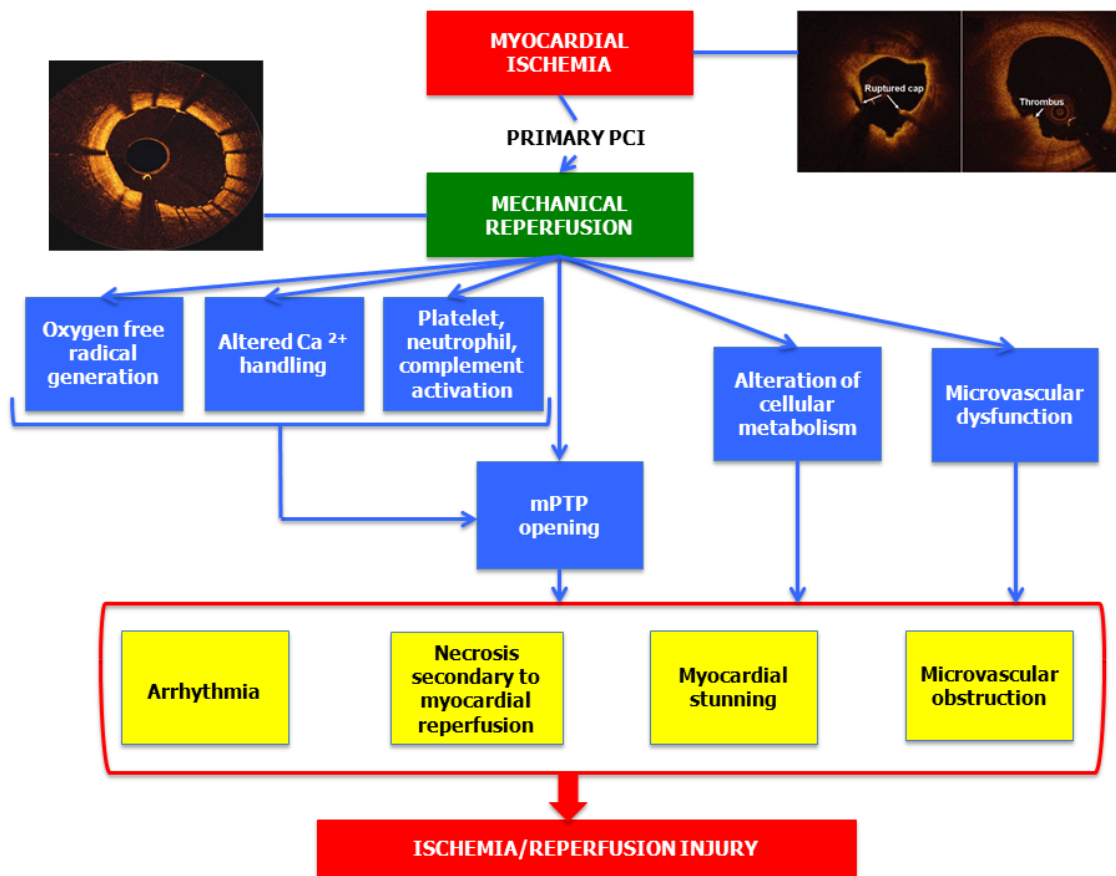 MYOCARDIAL
ISCHEMIA
Ruptured cap
Thrombus
PRIMARY PCI
MECHANICAL
REPERFUSION
Oxygen free
radical
generation
Altered Ca 2+
handling
Platelet,
neutrophil,
complement
activation
Alteration of
cellular
metabolism
Microvascular
dysfunction
mPTP
opening
Arrhythmia
Necrosis
secondary to
myocardial
reperfusion
Myocardial
stunning
Microvascular
obstruction
ISCHEMIA/REPERFUSION INJURY